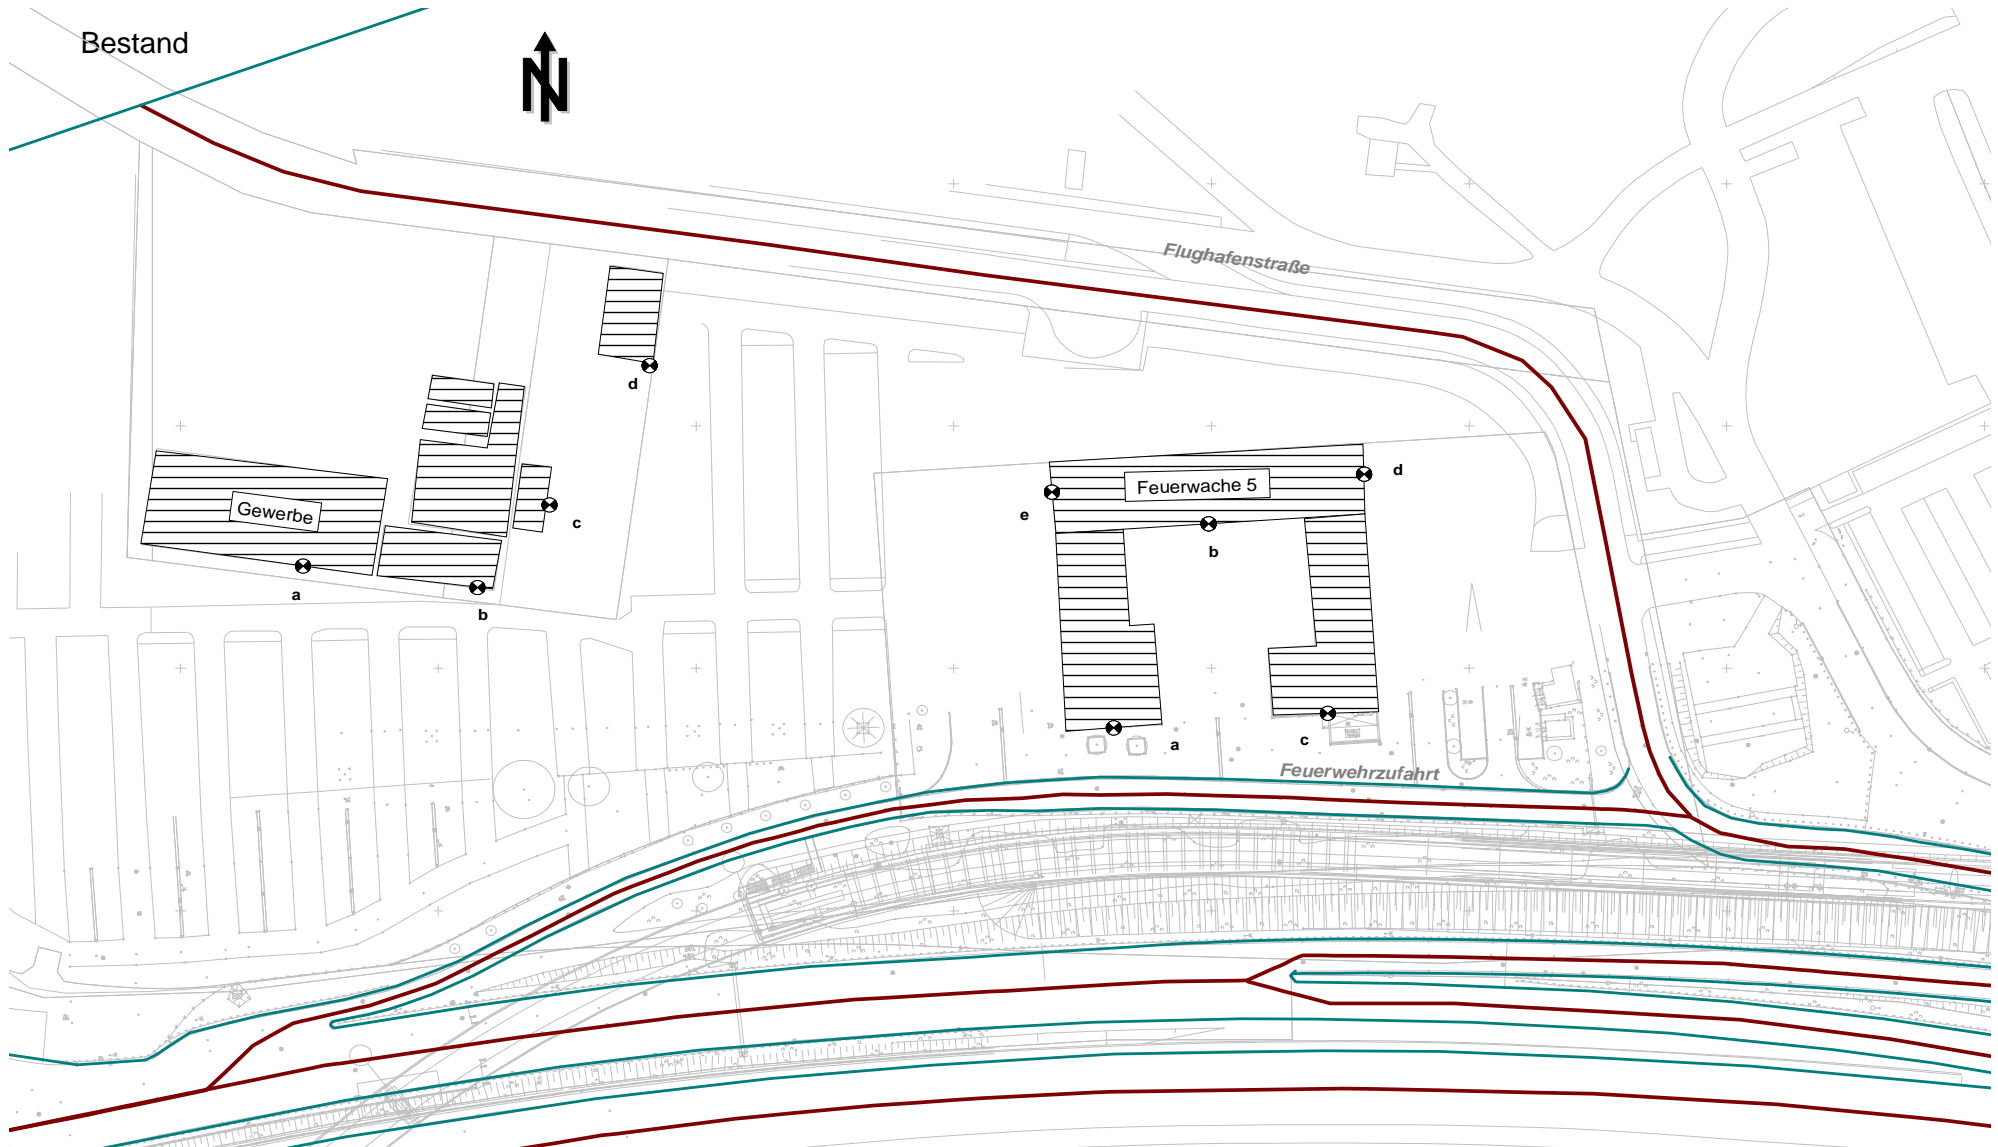 Bestand
N
Flughafenstraße
d
d
Feuerwache 5
Gewerbe
e
c
b
a
b
a
c
Feuerwehrzufahrt